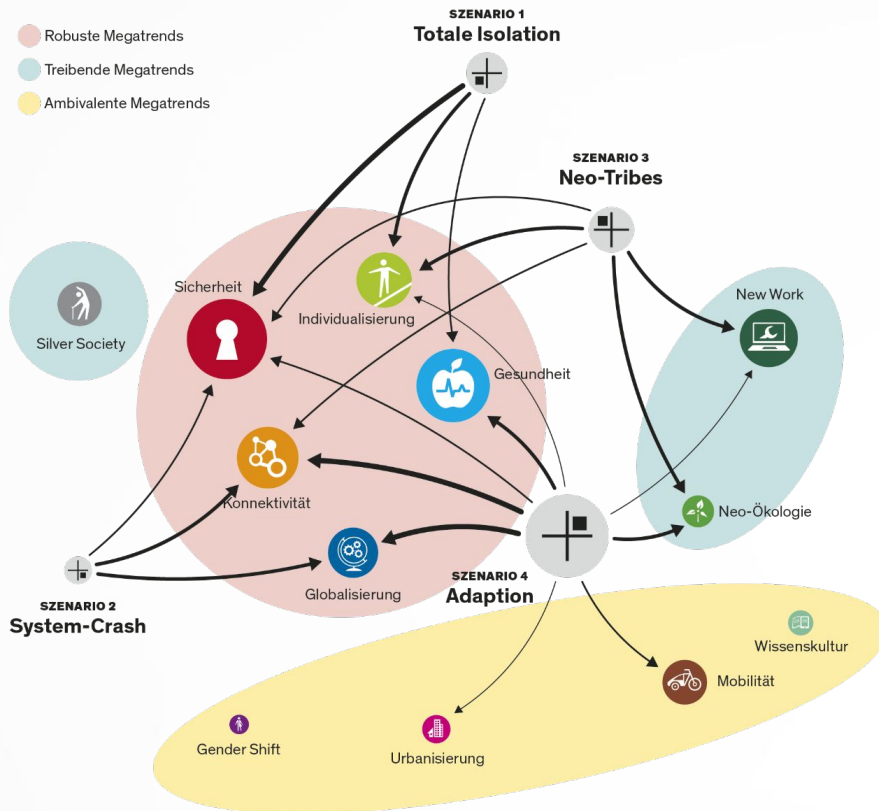 SZENARIO 1
Totale Isolation
Robuste Megatrends
Treibende Megatrends
Ambivalente Megatrends
SZENARIO 3
Neo-Tribes
Sicherheit
Individualisierung
New Work
Silver Society
Gesundheit
Konnektivität
Neo-Ökologie
SZENARIO 4
Adaption
Globalisierung
SZENARIO 2
System-Crash
Wissenskultur
Mobilität
Gender Shift
Urbanisierung